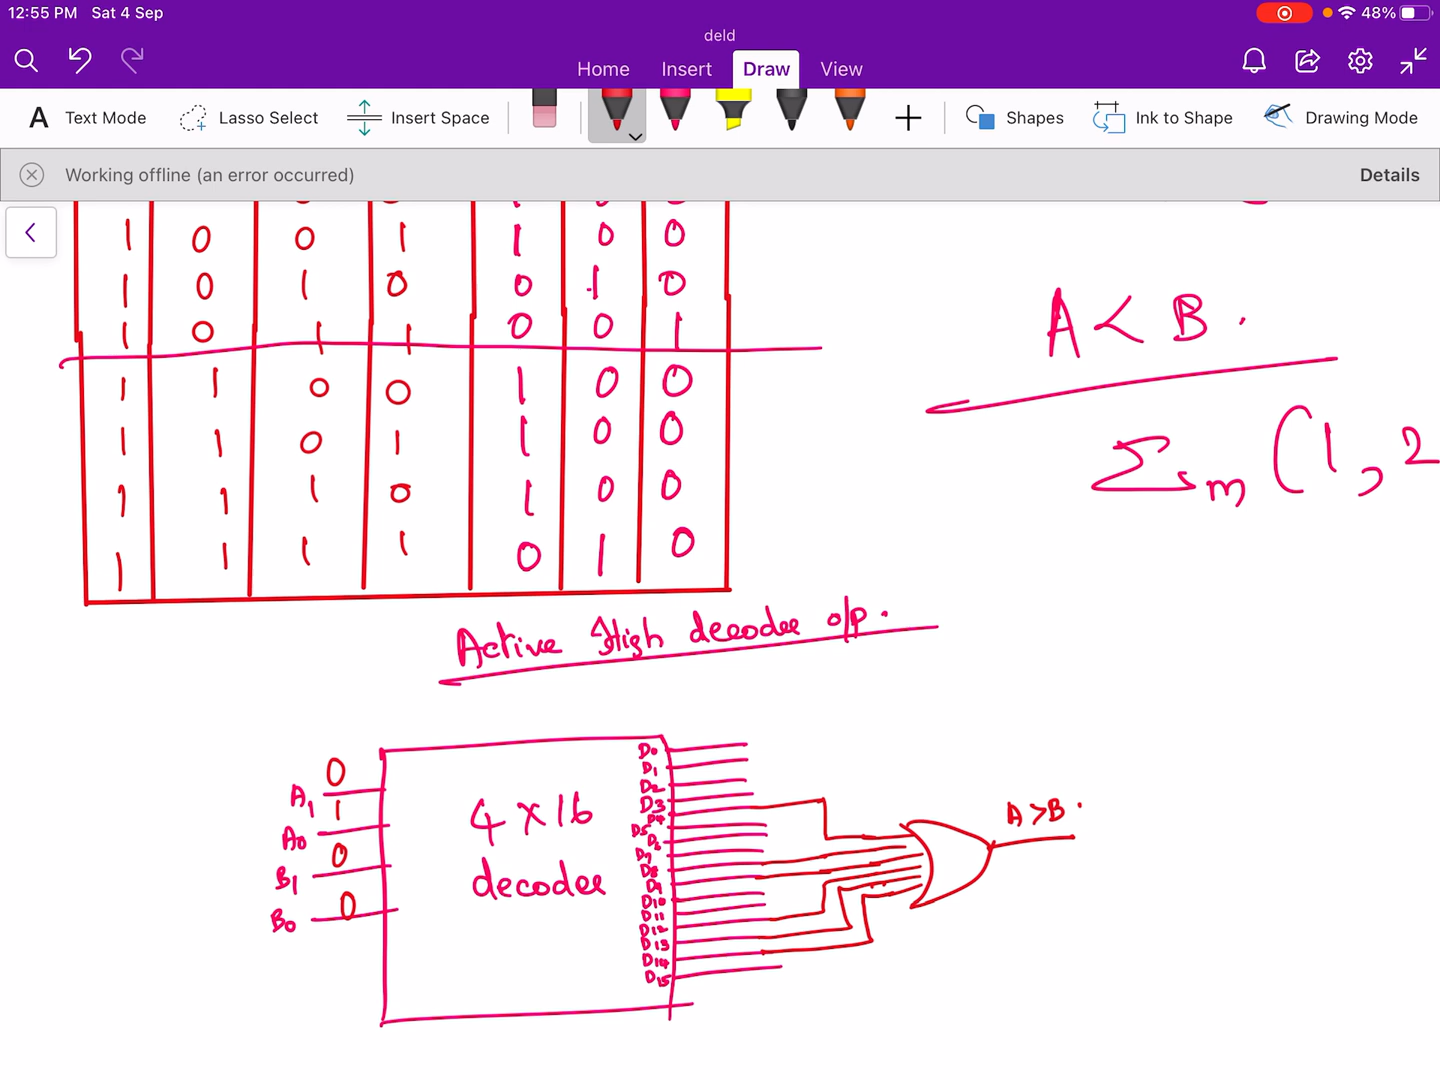 12:55 PM Sat 4 Sep 48%
deld
Home Insert Draw View
A Text Mode Lasso Select Insert Space Shapes Ink to Shape Drawing Mode
Working offline (an error occurred) Details
1 0 0 1 1 0 0
1 0 1 0 0 1 0
1 0 1 1 0 0 1
1 1 0 0 1 0 0
1 1 0 1 1 0 0
1 1 1 0 1 0 0
1 1 1 1 0 1 0
A < B.
Σm (1, 2
Active High decoder o/p.
4 X 16
decoder
0
A1
1
A0
0
B1
0
B0
D0
D1
D2
D3
D4
D5
D6
D7
D8
D9
D10
D11
D12
D13
D14
D15
A>B.